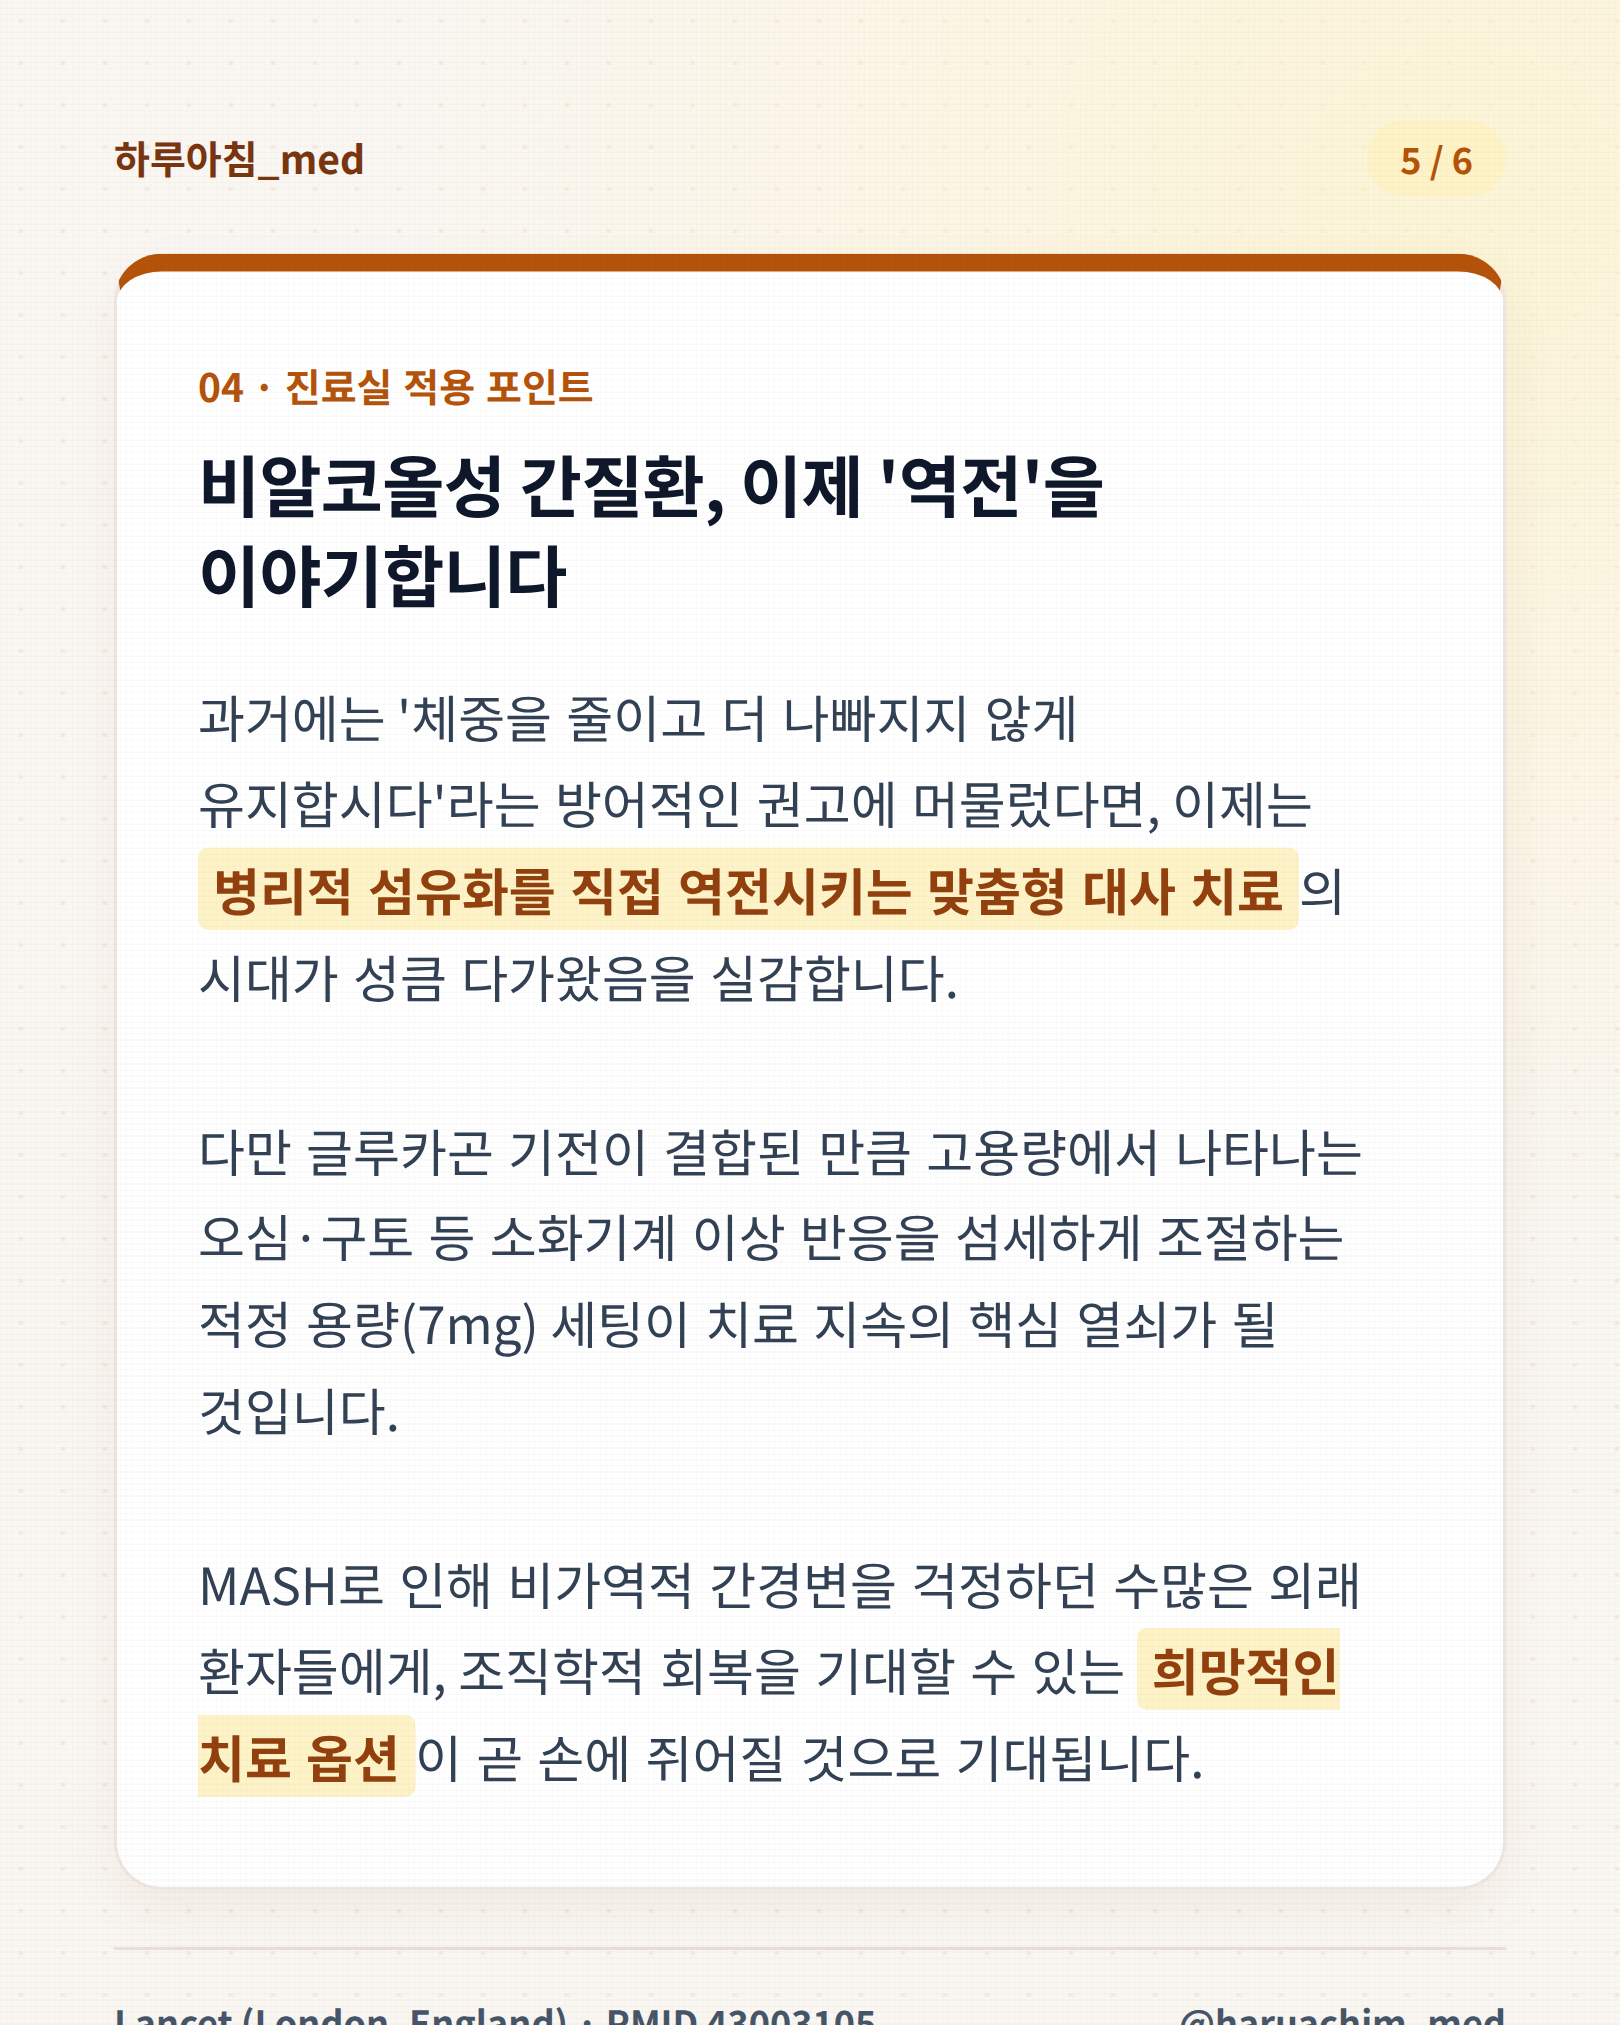 하루아침_med
5 / 6
04 · 진료실 적용 포인트
비알코올성 간질환, 이제 '역전'을
이야기합니다
과거에는 '체중을 줄이고 더 나빠지지 않게
유지합시다'라는 방어적인 권고에 머물렀다면, 이제는
병리적 섬유화를 직접 역전시키는 맞춤형 대사 치료의
시대가 성큼 다가왔음을 실감합니다.
다만 글루카곤 기전이 결합된 만큼 고용량에서 나타나는
오심·구토 등 소화기계 이상 반응을 섬세하게 조절하는
적정 용량(7mg) 세팅이 치료 지속의 핵심 열쇠가 될
것입니다.
MASH로 인해 비가역적 간경변을 걱정하던 수많은 외래
환자들에게, 조직학적 회복을 기대할 수 있는 희망적인
치료 옵션이 곧 손에 쥐어질 것으로 기대됩니다.
Lancet (London, England) · PMID 43003105
@haruachim_med